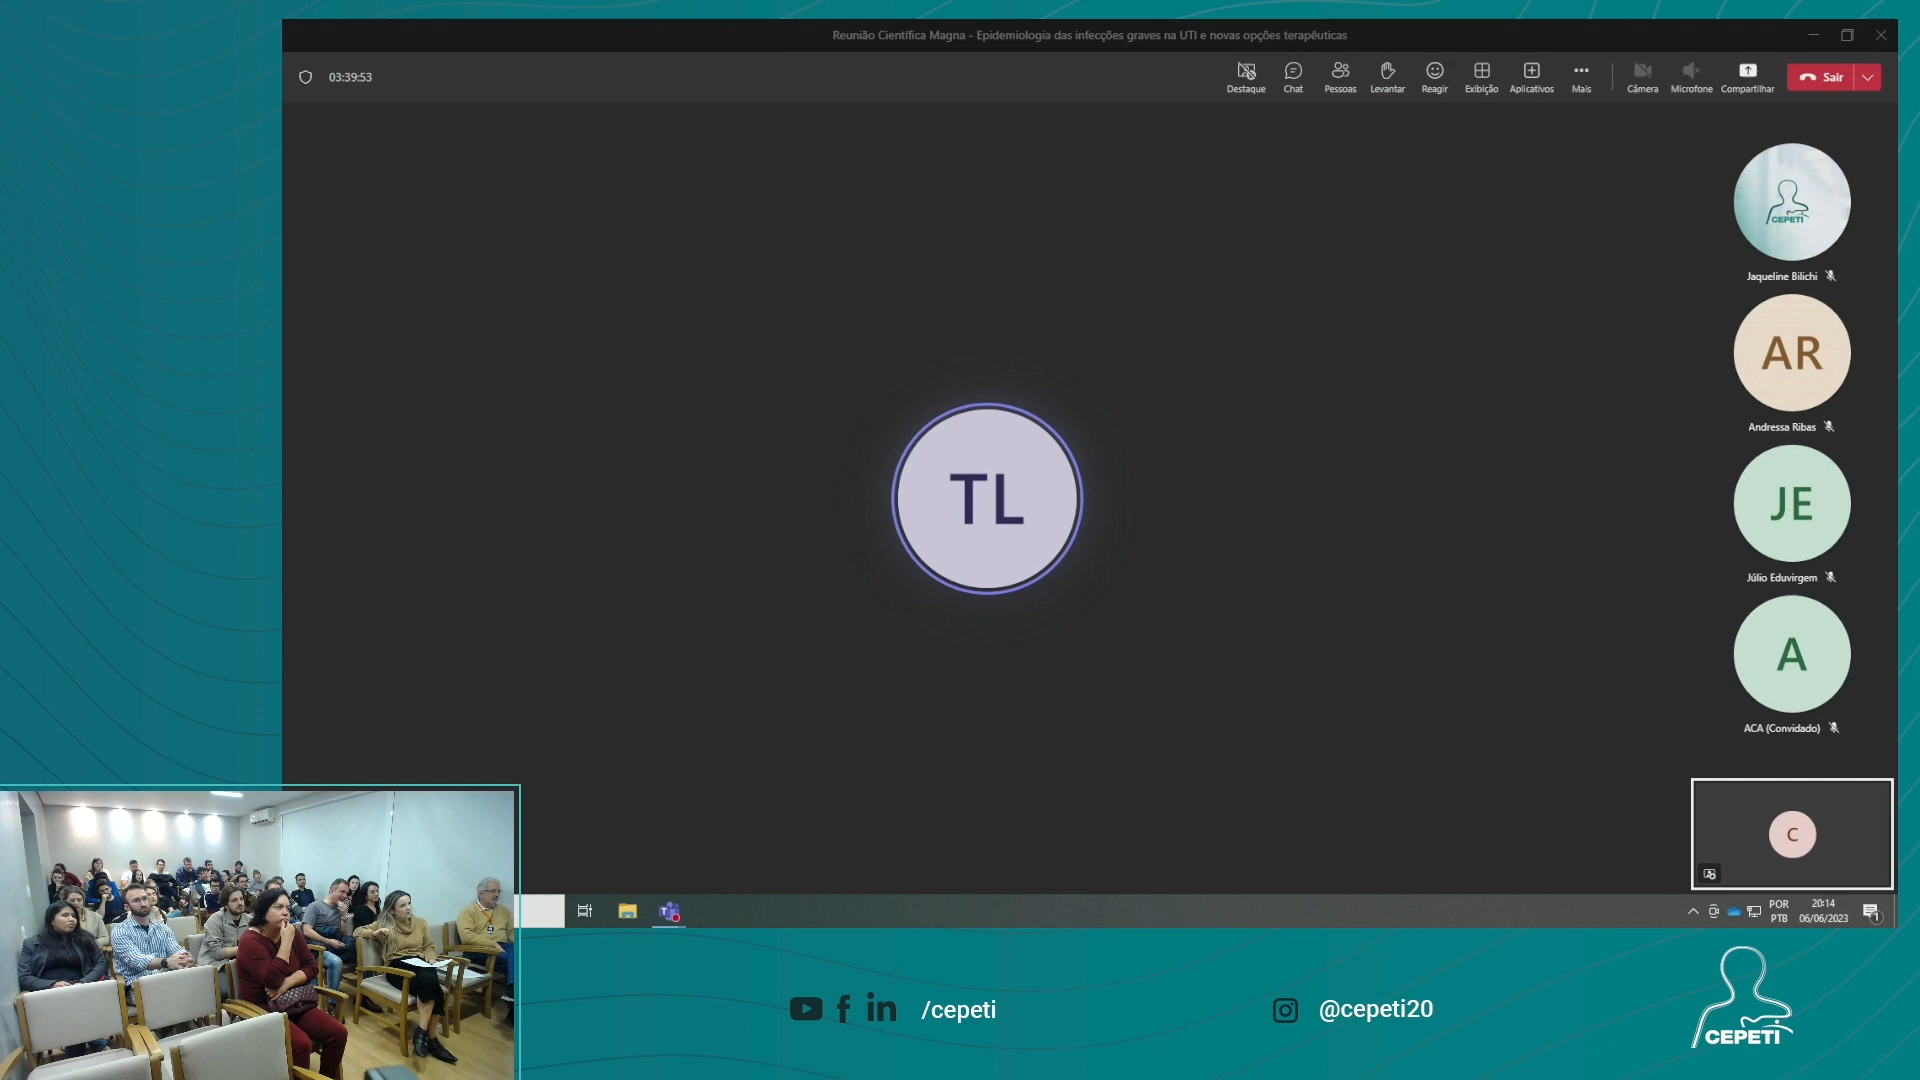 Reunião Científica Magna - Epidemiologia das infecções graves na UTI e novas opções terapêuticas
03:39:53
Destaque Chat Pessoas Levantar Reagir Exibição Aplicativos Mais Câmera Microfone Compartilhar Sair
CEPETI
Jaqueline Bilichi
AR
Andressa Ribas
JE
Júlio Eduvirgem
TL
A
ACA (Convidado)
C
POR
PTB
20:14
06/06/2023
1
/cepeti
@cepeti20
CEPETI